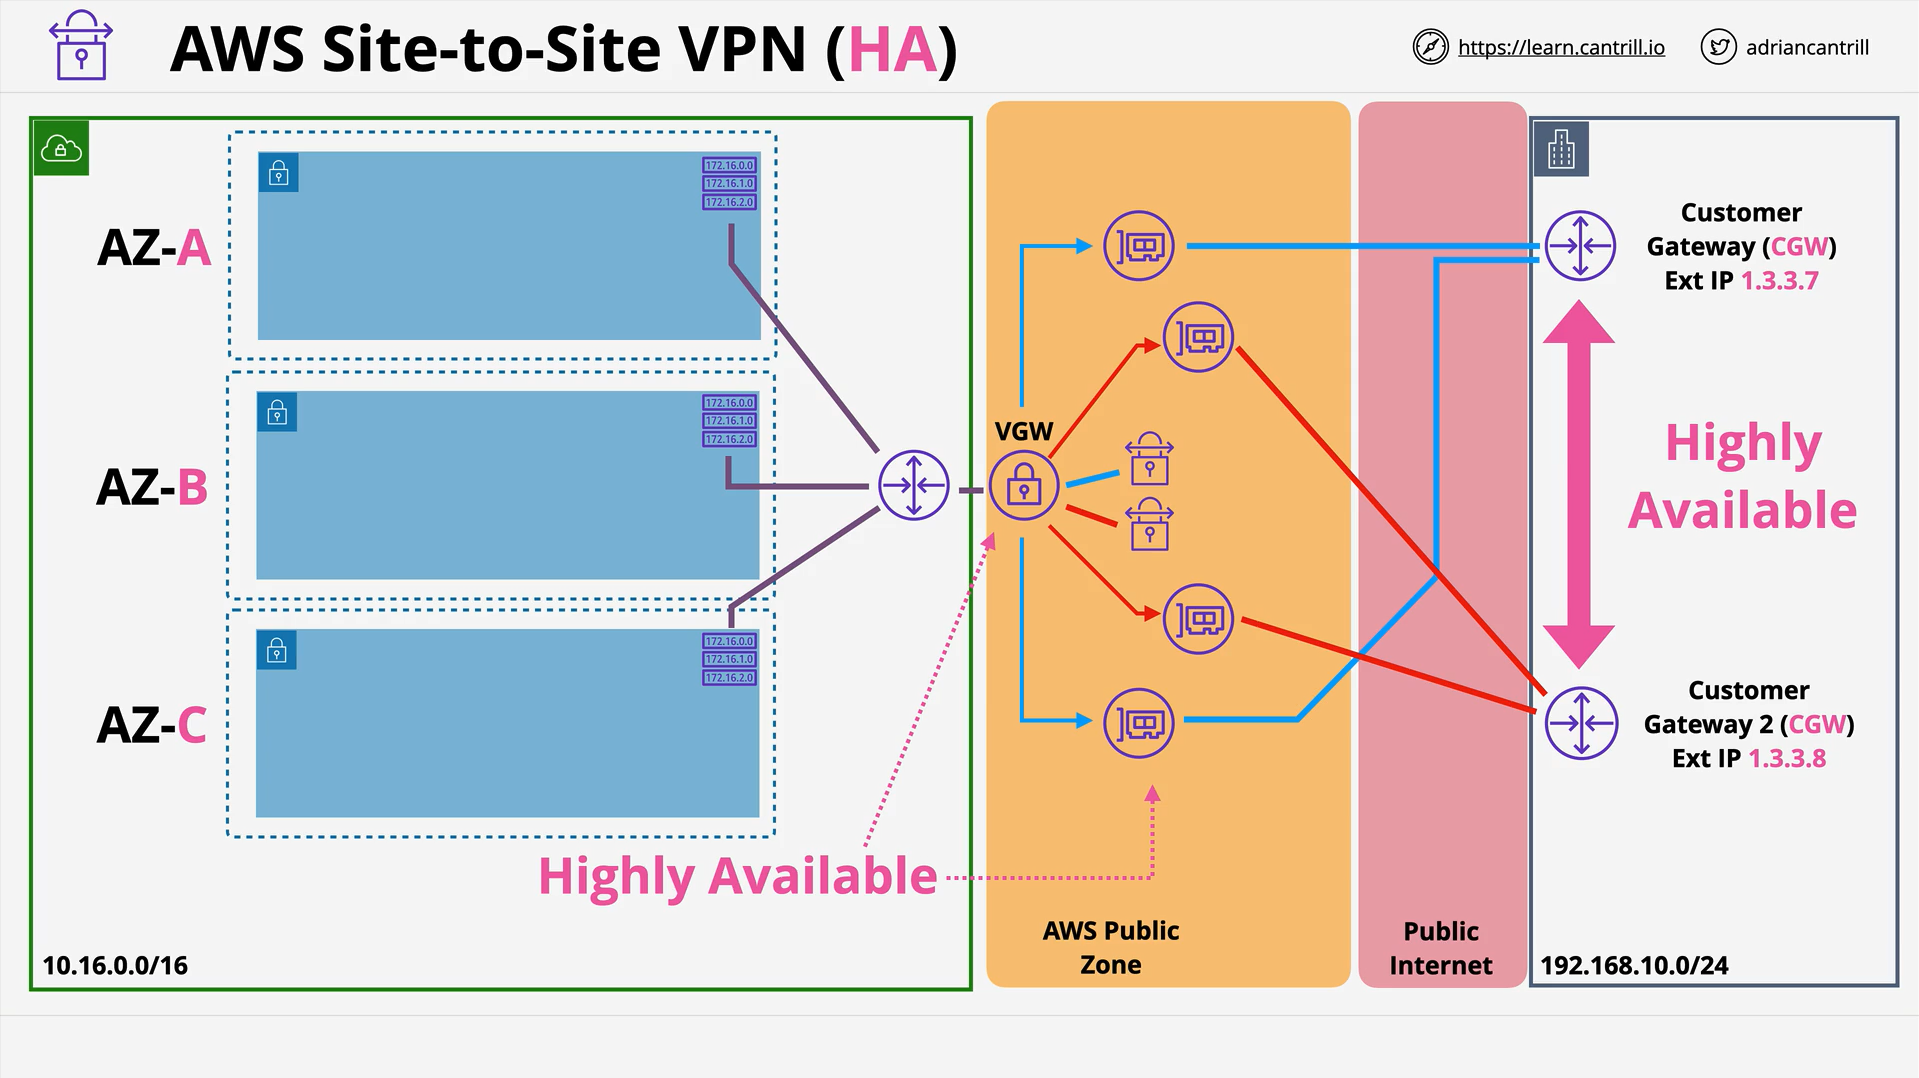 AWS Site-to-Site VPN (HA)
https://learn.cantrill.io
adriancantrill
AZ-A
172.16.0.0
172.16.1.0
172.16.2.0
AZ-B
172.16.0.0
172.16.1.0
172.16.2.0
AZ-C
172.16.0.0
172.16.1.0
172.16.2.0
Highly Available
10.16.0.0/16
VGW
AWS Public
Zone
Public
Internet
Customer
Gateway (CGW)
Ext IP 1.3.3.7
Highly
Available
Customer
Gateway 2 (CGW)
Ext IP 1.3.3.8
192.168.10.0/24